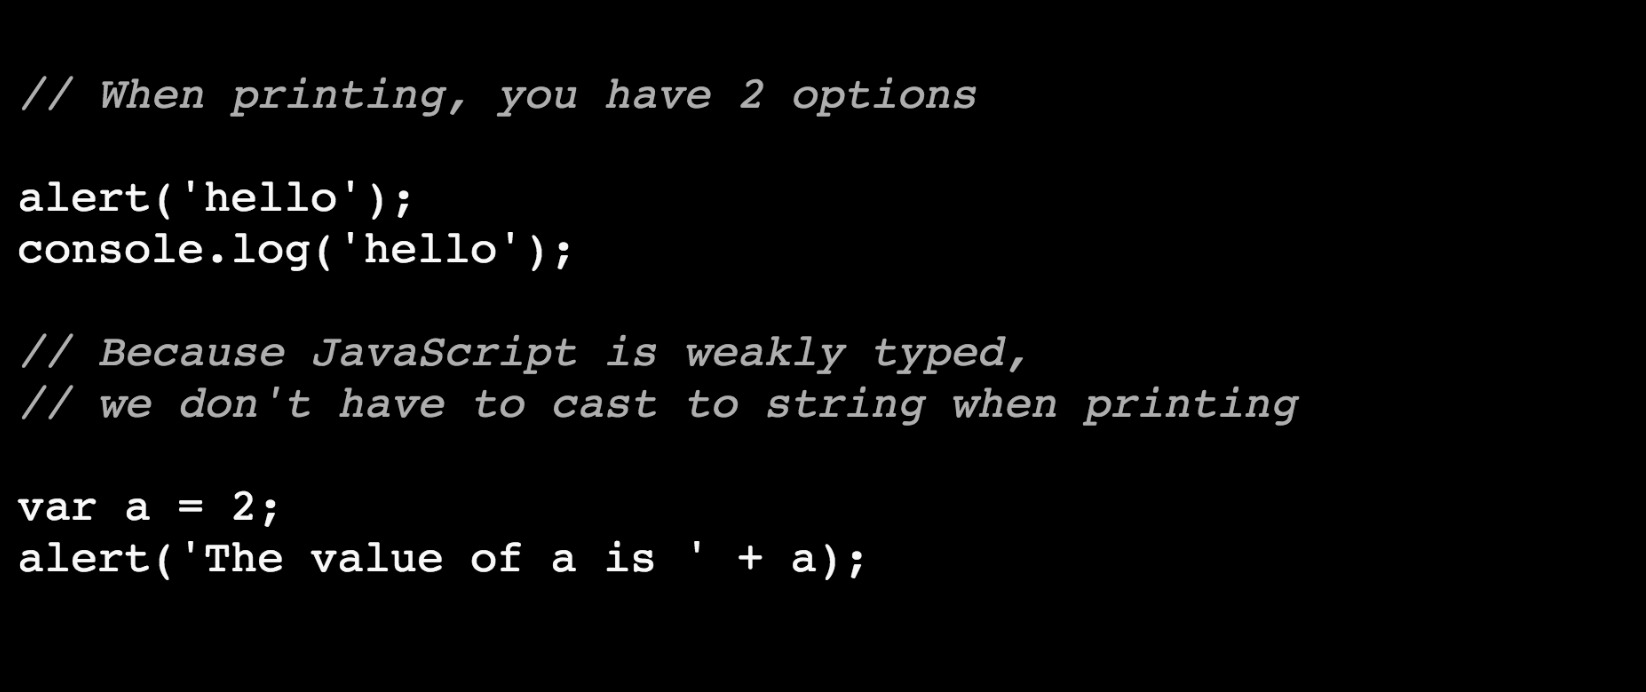 // When printing, you have 2 options
alert('hello');
console.log('hello');
// Because JavaScript is weakly typed,
// we don't have to cast to string when printing
var a = 2;
alert('The value of a is ' + a);